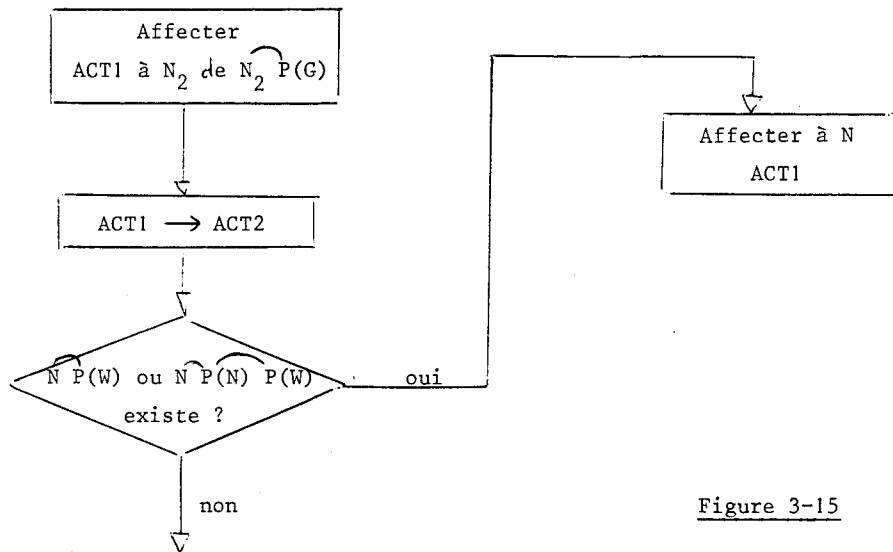 Affecter
ACT1 à N2 de N2 P(G)
ACT1 → ACT2
N P(W) ou N P(N) P(W)
existe ?
oui
non
Affecter à N
ACT1
Figure 3-15